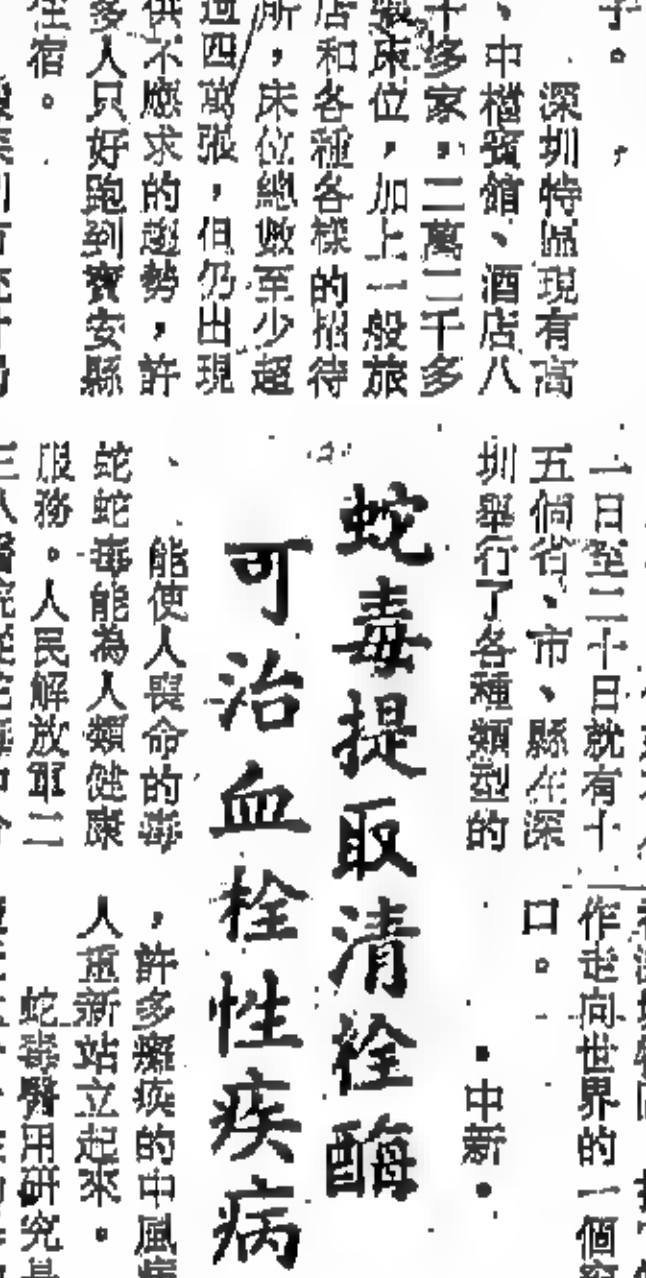 子。
深圳特區現有高
、中檔賓館、酒店八
十多家，二萬二千多
張床位，加上一般旅
店和各種各樣的招待
所，床位總數至少超
過四萬張，但仍出現
供不應求的趨勢，許
多人只好跑到寶安縣
住宿。
一日至二十日就有十
五個省、市、縣在深
圳舉行了各種類型的
蛇毒提取清栓酶
可治血栓性疾病
能使人喪命的毒
蛇蛇毒能為人類健康
服務。人民解放軍二
作走向世界的一個窗
口。
·中新·
，許多癱瘓的中風病
人重新站立起來。
蛇毒醫用研究是